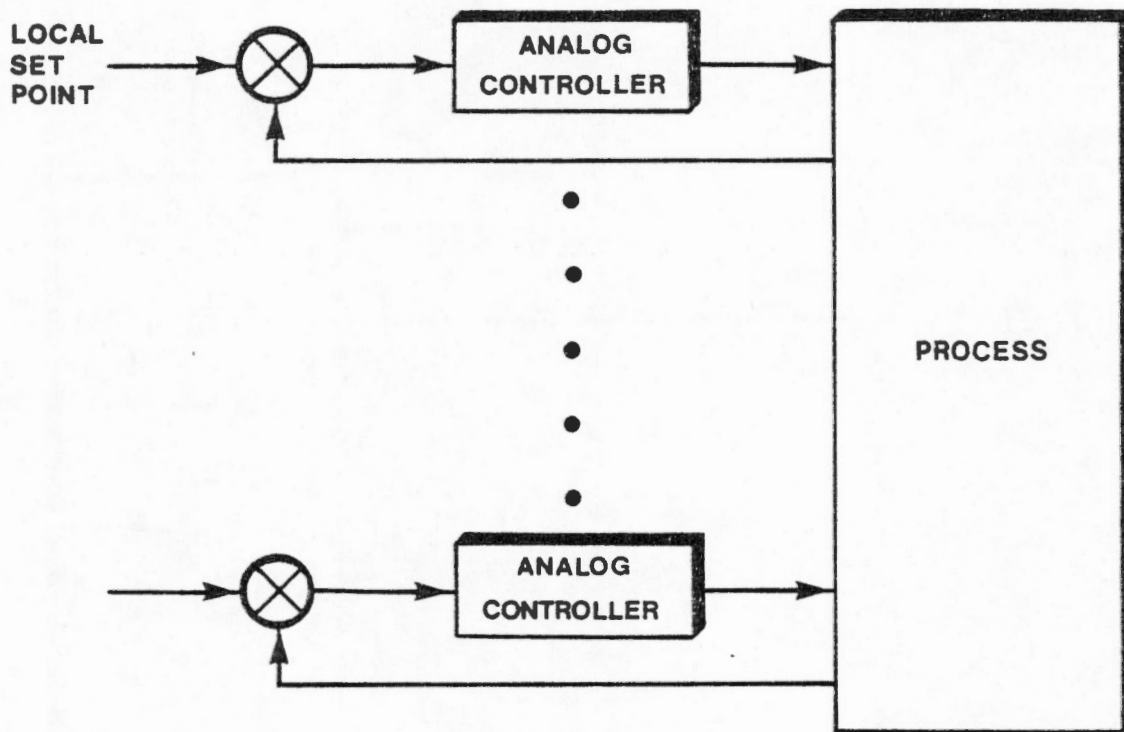 LOCAL
SET
POINT
ANALOG
CONTROLLER
PROCESS
ANALOG
CONTROLLER